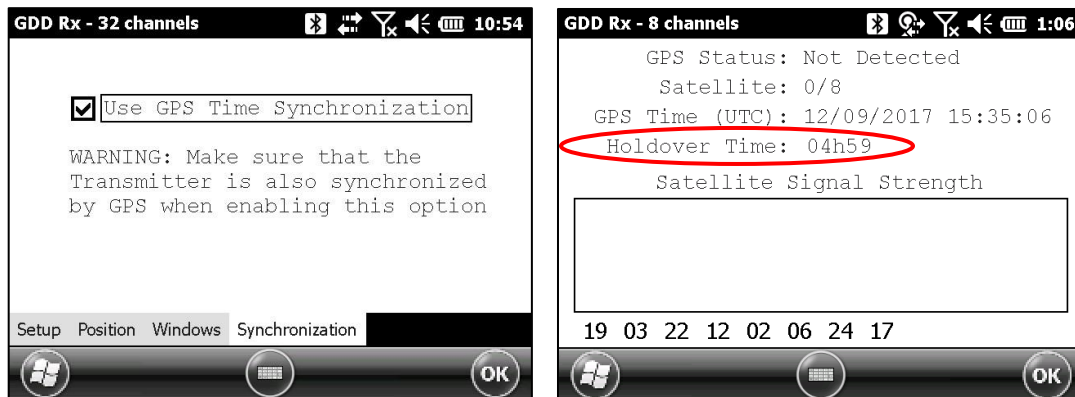 GDD Rx - 32 channels 10:54
Use GPS Time Synchronization
WARNING: Make sure that the
Transmitter is also synchronized
by GPS when enabling this option
Setup Position Windows Synchronization
OK
GDD Rx - 8 channels 1:06
GPS Status: Not Detected
Satellite: 0/8
GPS Time (UTC): 12/09/2017 15:35:06
Holdover Time: 04h59
Satellite Signal Strength
19 03 22 12 02 06 24 17
OK